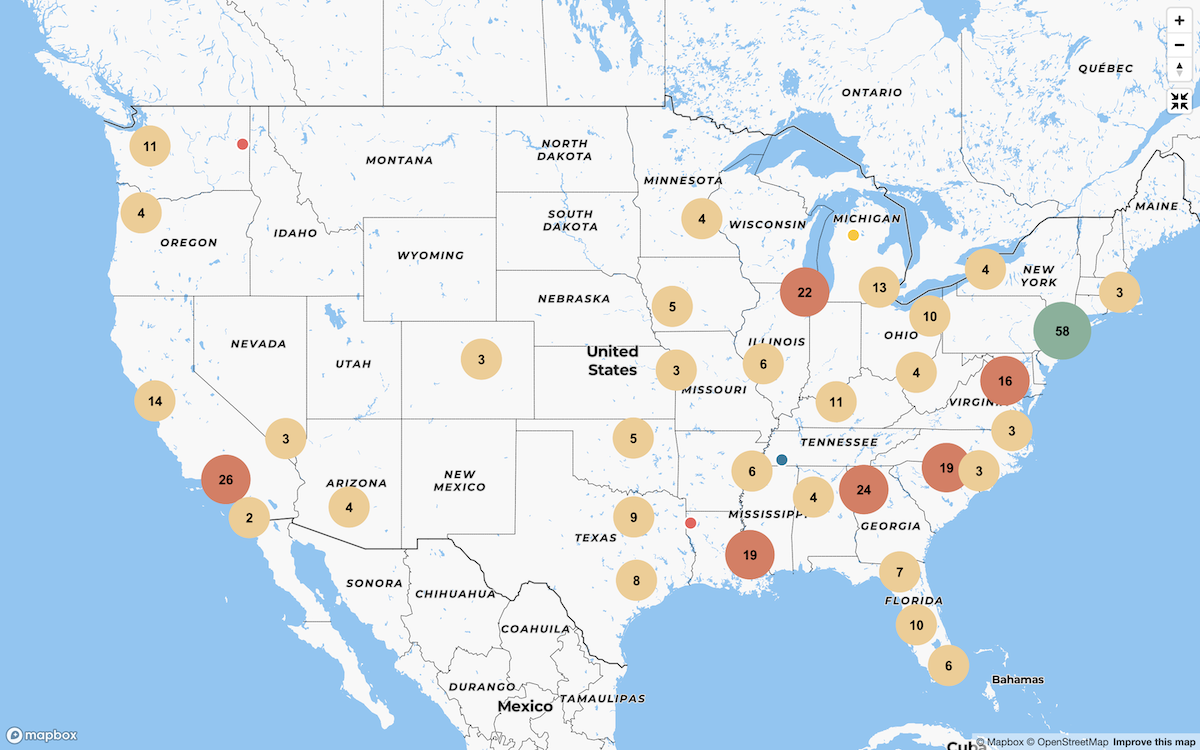 +
−
QUÉBEC
ONTARIO
11
MONTANA
NORTH
DAKOTA
MINNESOTA
MAINE
4
OREGON
IDAHO
SOUTH
DAKOTA
4
WISCONSIN
MICHIGAN
WYOMING
NEBRASKA
5
22
13
4
NEW
YORK
3
10
58
NEVADA
UTAH
3
United
States
3
MISSOURI
ILLINOIS
6
OHIO
4
16
14
11
3
5
TENNESSEE
3
26
2
ARIZONA
4
NEW
MEXICO
6
4
24
19
3
9
TEXAS
MISSISSIPP
GEORGIA
19
SONORA
CHIHUAHUA
8
7
FLORIDA
COAHUILA
10
6
Bahamas
DURANGO
Mexico
TAMAULIPAS
mapbox
© Mapbox © OpenStreetMap Improve this map